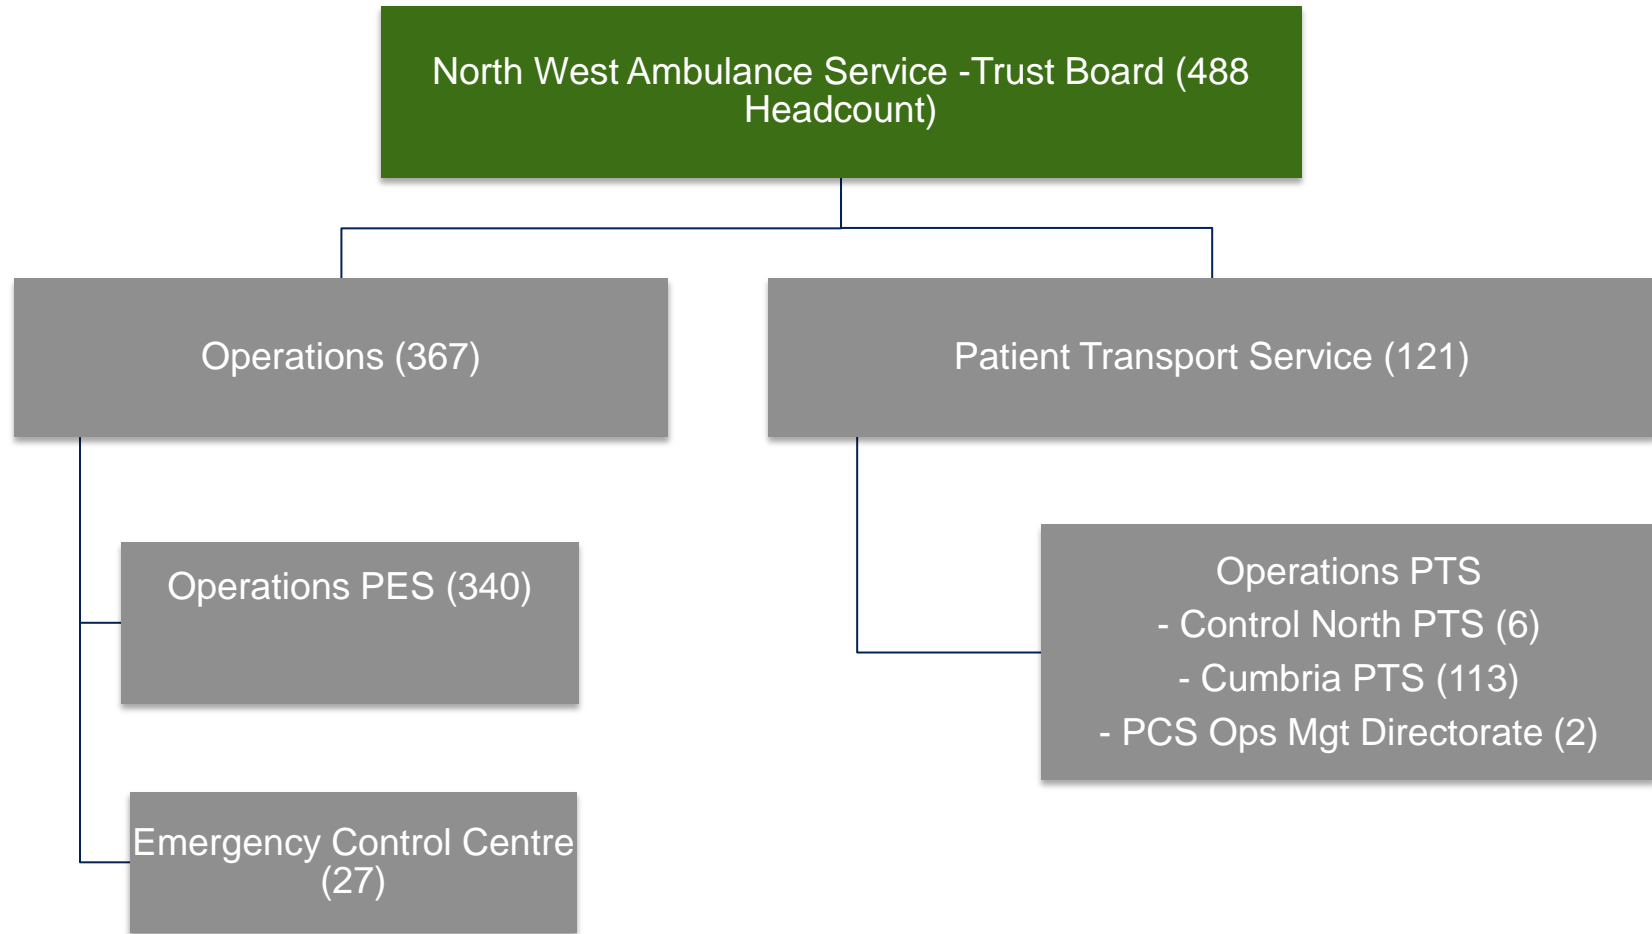 North West Ambulance Service -Trust Board (488
Headcount)
Operations (367)
Patient Transport Service (121)
Operations PES (340)
Operations PTS
- Control North PTS (6)
- Cumbria PTS (113)
- PCS Ops Mgt Directorate (2)
Emergency Control Centre
(27)